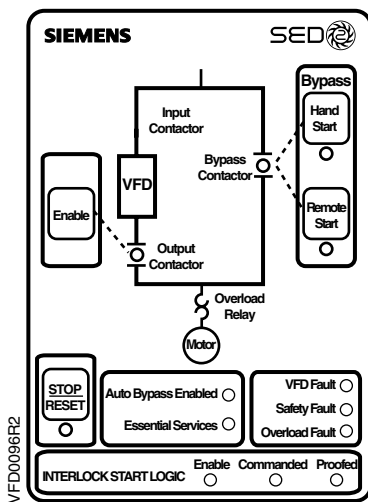 SIEMENS
SED2
Bypass
Hand
Start
Input
Contactor
Bypass
Contactor
VFD
Enable
Remote
Start
Output
Contactor
Overload
Relay
Motor
STOP
RESET
Auto Bypass Enabled
Essential Services
VFD Fault
Safety Fault
Overload Fault
INTERLOCK START LOGIC Enable Commanded Proofed
VFD0096R2